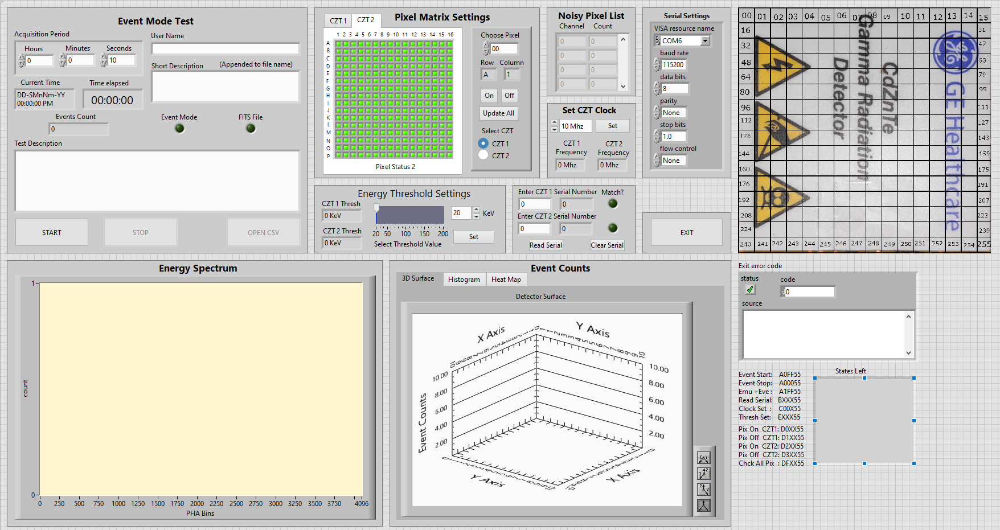 Event Mode Test
Acquisition Period
Hours
Minutes
Seconds
0
0
10
User Name
Short Description
(Appended to file name)
Current Time
DD-SMnNm-YY
00:00:00 PM
Time elapsed
00:00:00
Events Count
0
Event Mode
FITS File
Test Description
START
STOP
OPEN CSV
CZT 1
CZT 2
Pixel Matrix Settings
1 2 3 4 5 6 7 8 9 10 11 12 13 14 15 16
A
B
C
D
E
F
G
H
I
J
K
L
M
N
O
P
Pixel Status 2
Choose Pixel
00
Row
Column
A
1
On
Off
Update All
Select CZT
CZT 1
CZT 2
Noisy Pixel List
Channel
Count
0 0
0 0
0 0
0 0
Set CZT Clock
10 Mhz
Set
CZT 1
Frequency
CZT 2
Frequency
0 Mhz
0 Mhz
Serial Settings
VISA resource name
COM6
baud rate
115200
data bits
8
parity
None
stop bits
1.0
flow control
None
Energy Threshold Settings
CZT 1 Thresh
0 KeV
CZT 2 Thresh
0 KeV
20 50 100 150 200
Select Threshold Value
20
KeV
Set
Enter CZT 1 Serial Number
Match?
0
0
Enter CZT 2 Serial Number
0
0
Read Serial
Clear Serial
EXIT
00 01 02 03 04 05 06 07 08 09 10 11 12 13 14 15
16 31
32 47
48 63
64 79
80 95
96 111
112 127
128 143
144 159
160 175
176 191
192 207
208 223
224 239
240 241 242 243 244 245 246 247 248 249 250 251 252 253 254 255
CdZnTe
Gamma Radiation
Detector
GE Healthcare
Energy Spectrum
count
1
0
0 250 500 750 1000 1250 1500 1750 2000 2250 2500 2750 3000 3250 3500 3750 4096
PHA Bins
Event Counts
3D Surface
Histogram
Heat Map
Detector Surface
X Axis
Y Axis
Event Counts
10.00
8.00
6.00
4.00
2.00
10.00
8.00
6.00
4.00
2.00
Y Axis
X Axis
Exit error code
status
code
d0
source
Event Start: A0FF55
Event Stop: A00055
Emu +Eve : A1FF55
Read Serial: BXXX55
Clock Set : C00X55
Thresh Set: EXXX55
Pix On CZT1: D0XX55
Pix Off CZT1: D1XX55
Pix On CZT2: D2XX55
Pix Off CZT2: D3XX55
Chck All Pix : DFXX55
States Left